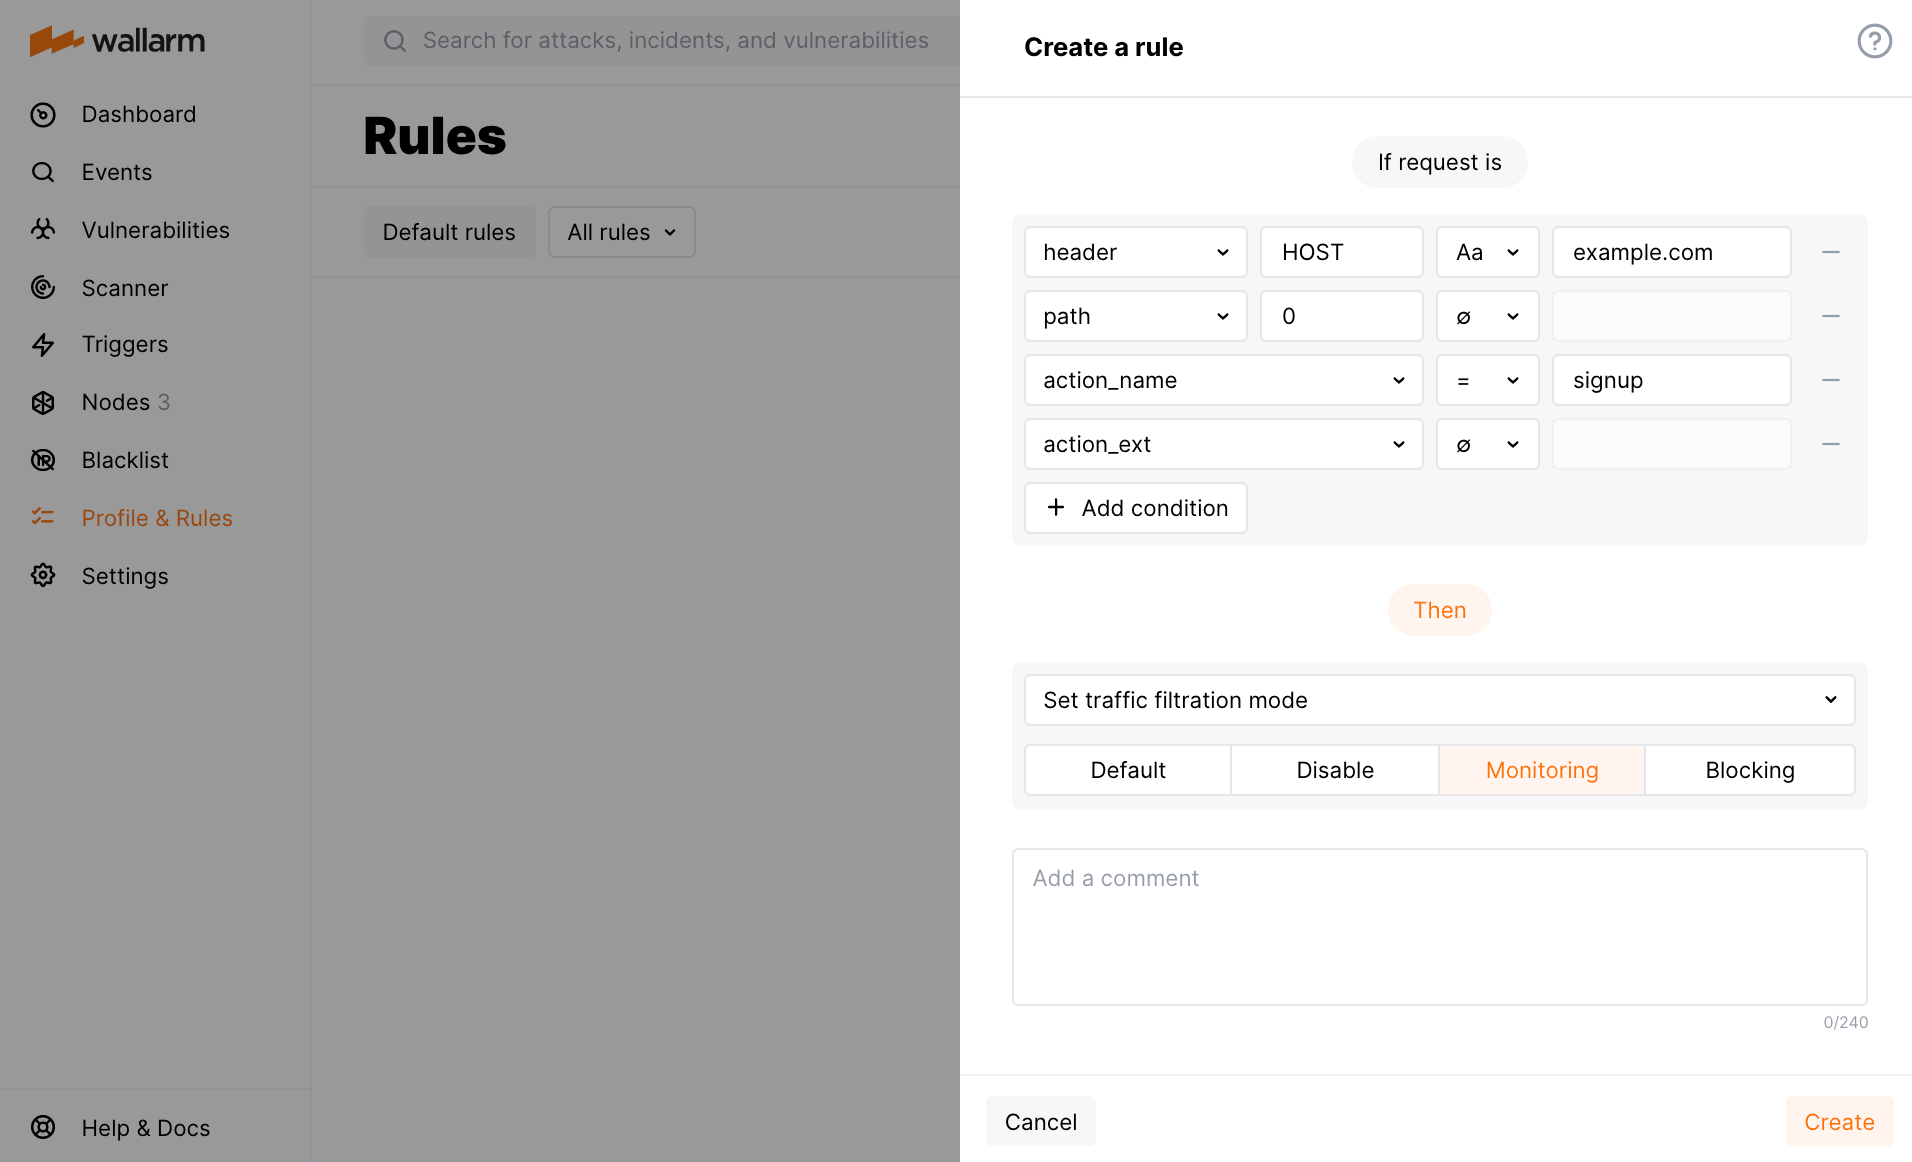 wallarm
Search for attacks, incidents, and vulnerabilities
Dashboard
Events
Vulnerabilities
Scanner
Triggers
Nodes 3
Blacklist
Profile & Rules
Settings
Help & Docs
Rules
Default rules
All rules
Create a rule
?
If request is
header HOST Aa example.com
path 0 ⌀
action_name = signup
action_ext ⌀
+ Add condition
Then
Set traffic filtration mode
Default Disable Monitoring Blocking
Add a comment
0/240
Cancel Create